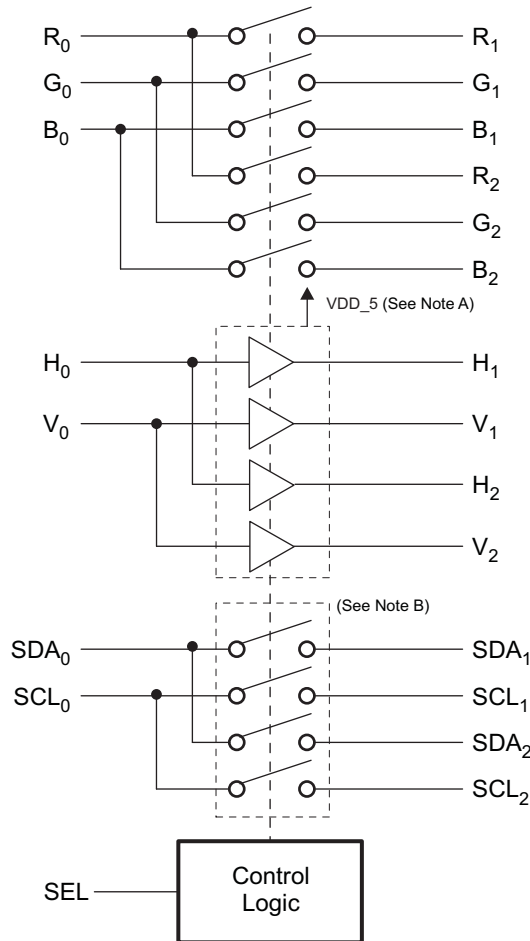 R₀ R₁
G₀ G₁
B₀ B₁
R₂
G₂
B₂
VDD_5 (See Note A)
H₀ H₁
V₀ V₁
H₂
V₂
(See Note B)
SDA₀ SDA₁
SCL₀ SCL₁
SDA₂
SCL₂
SEL
Control
Logic